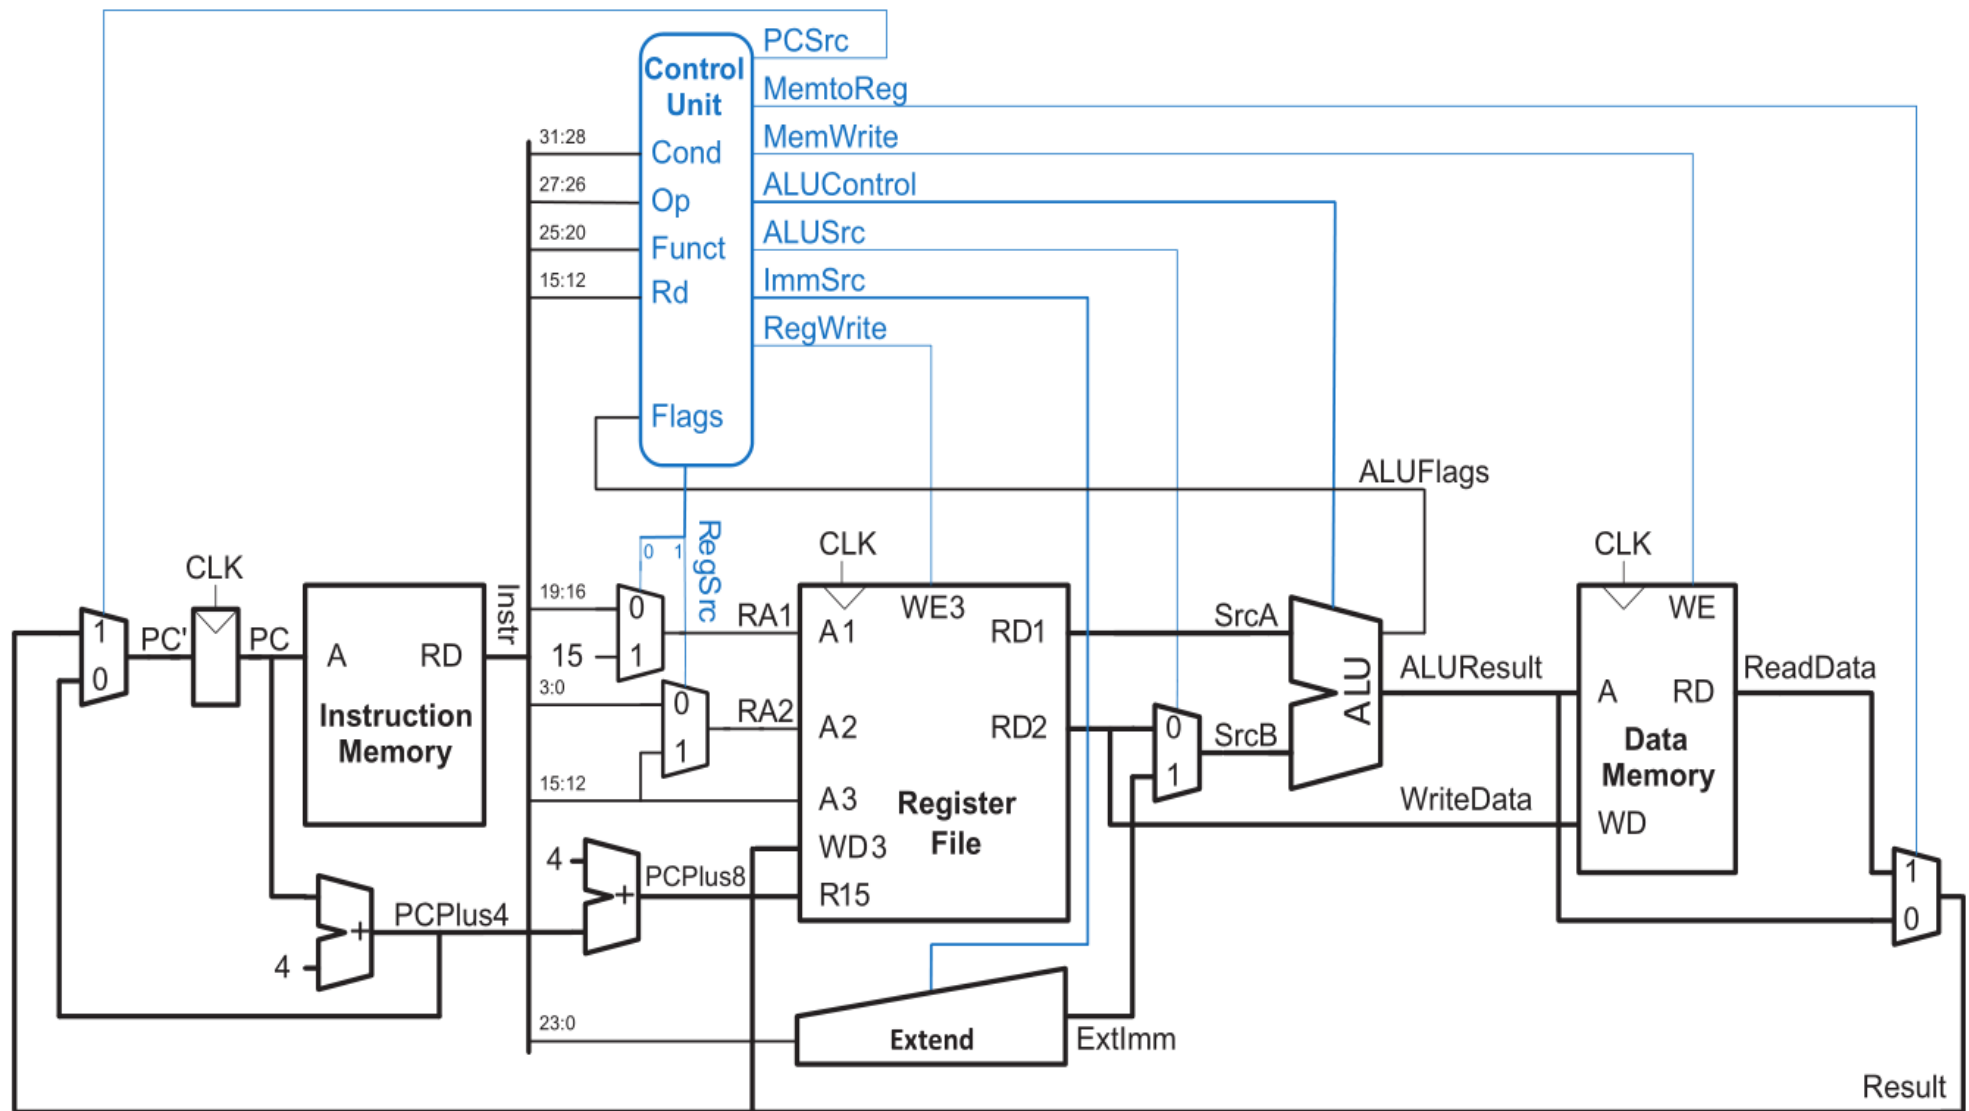 PCSrc
Control
Unit
MemtoReg
31:28
Cond
MemWrite
27:26
Op
ALUControl
25:20
Funct
ALUSrc
15:12
Rd
ImmSrc
RegWrite
Flags
ALUFlags
RegSrc
0 1
CLK
CLK
CLK
Instr
19:16
0
15
1
RA1
A1
WE3
RD1
SrcA
WE
1
0
PC'
PC
A
RD
Instruction
Memory
3:0
0
1
RA2
A2
RD2
0
1
SrcB
ALU
ALUResult
A
RD
ReadData
Data
Memory
15:12
A3
Register
File
WriteData
WD
WD3
4
+
PCPlus8
R15
1
0
PCPlus4
+
4
23:0
Extend
ExtImm
Result